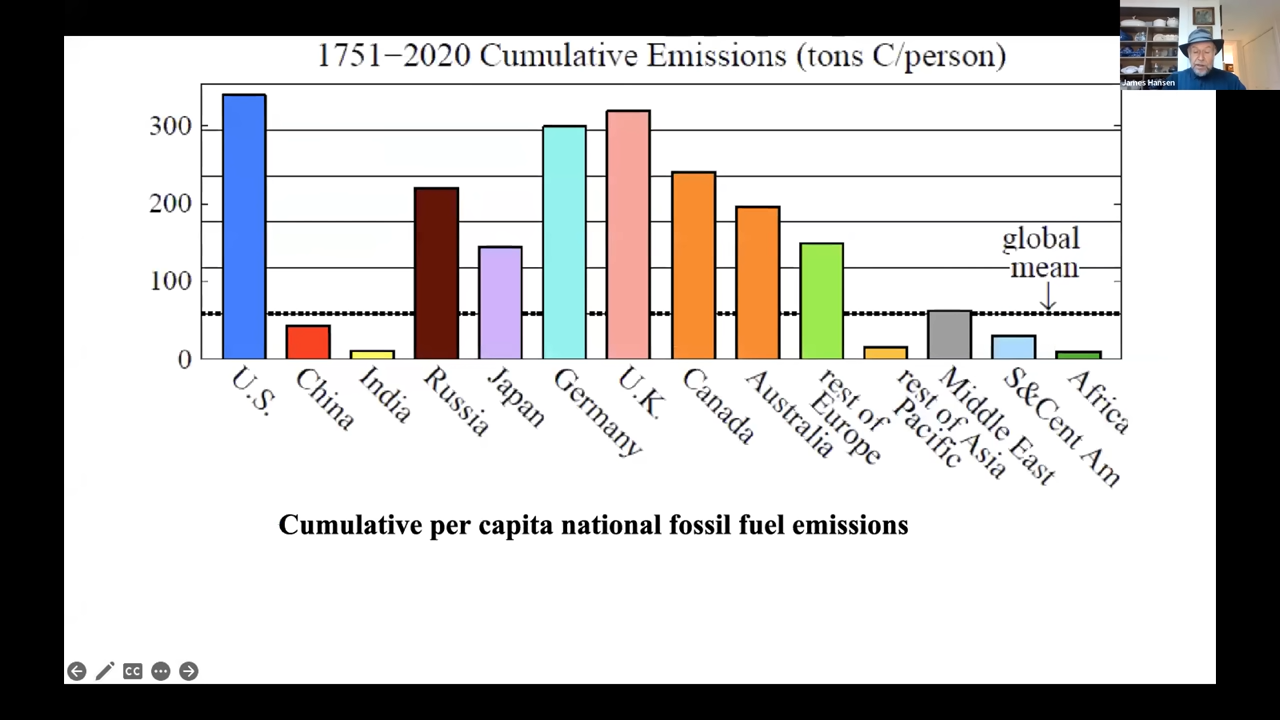 1751−2020 Cumulative Emissions (tons C/person)
James Hansen
300
200
100
0
global
mean
U.S.
China
India
Russia
Japan
Germany
U.K.
Canada
Australia
rest of
Europe
rest of Asia
Pacific
Middle East
S&Cent Am
Africa
Cumulative per capita national fossil fuel emissions
CC